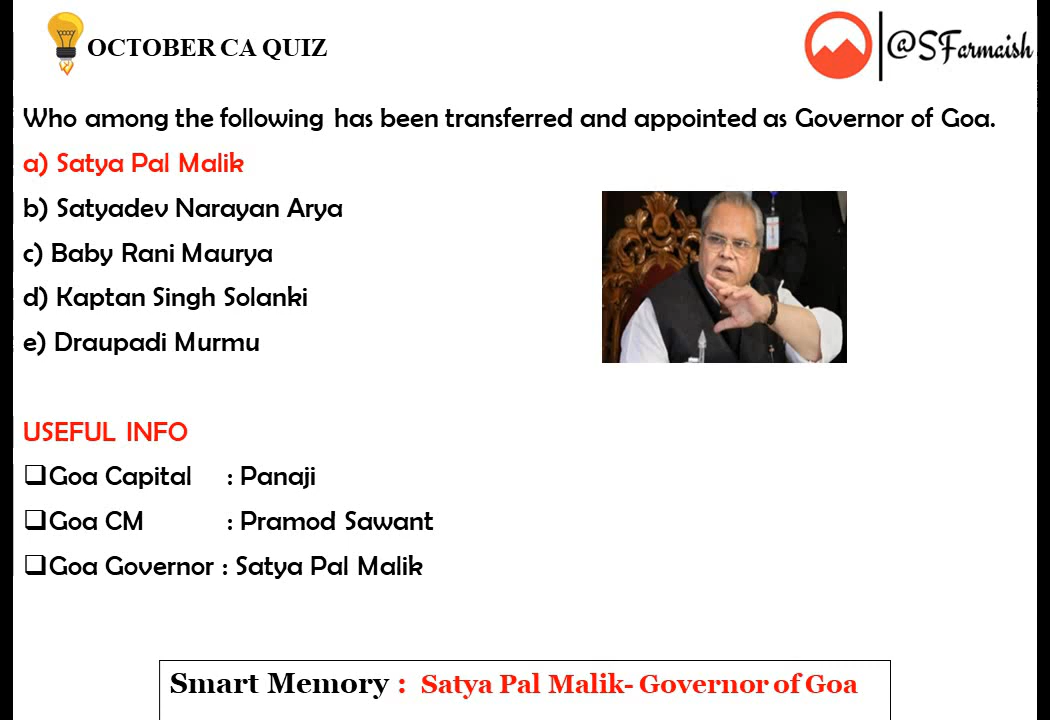 OCTOBER CA QUIZ
@SFarmaish
Who among the following has been transferred and appointed as Governor of Goa.
a) Satya Pal Malik
b) Satyadev Narayan Arya
c) Baby Rani Maurya
d) Kaptan Singh Solanki
e) Draupadi Murmu
USEFUL INFO
❑Goa Capital : Panaji
❑Goa CM : Pramod Sawant
❑Goa Governor : Satya Pal Malik
Smart Memory : Satya Pal Malik- Governor of Goa